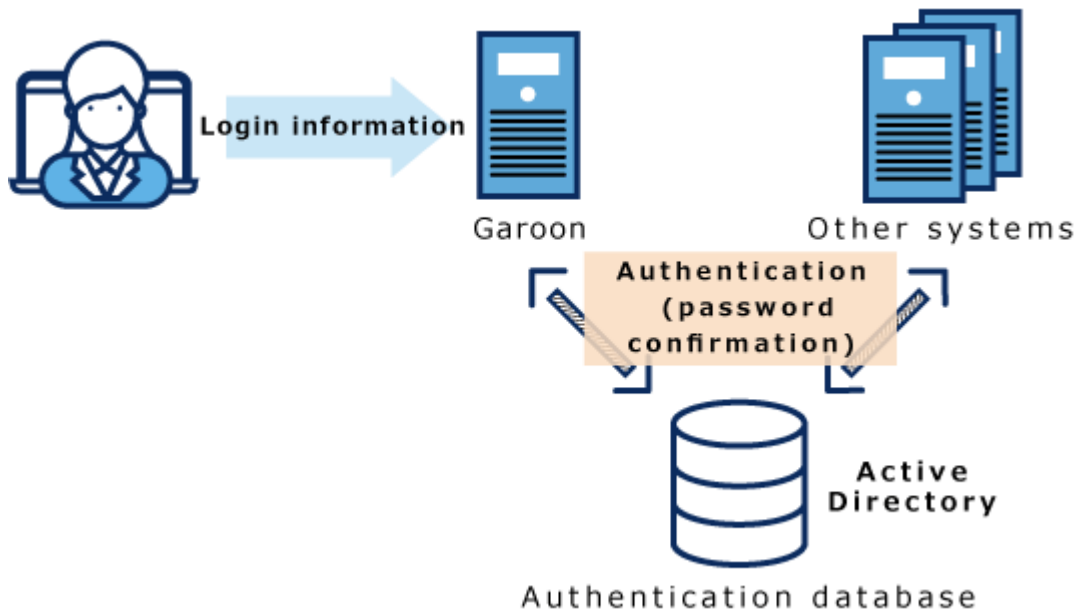 Login information
Garoon
Other systems
Authentication
(password
confirmation)
Active
Directory
Authentication database